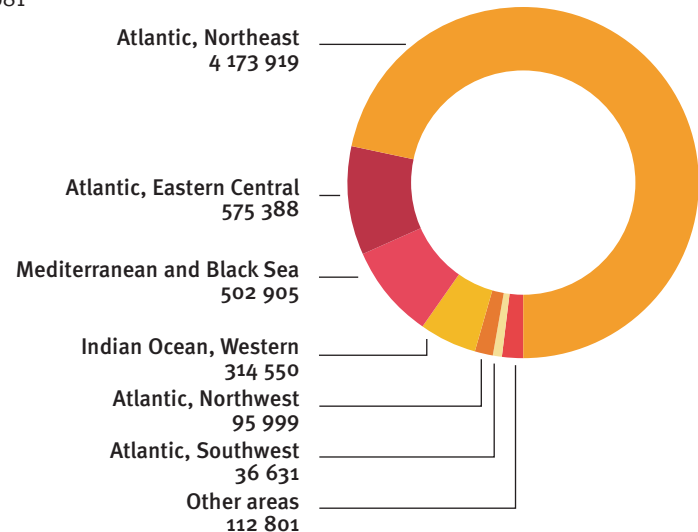 Atlantic, Northeast
4 173 919
Atlantic, Eastern Central
575 388
Mediterranean and Black Sea
502 905
Indian Ocean, Western
314 550
Atlantic, Northwest
95 999
Atlantic, Southwest
36 631
Other areas
112 801